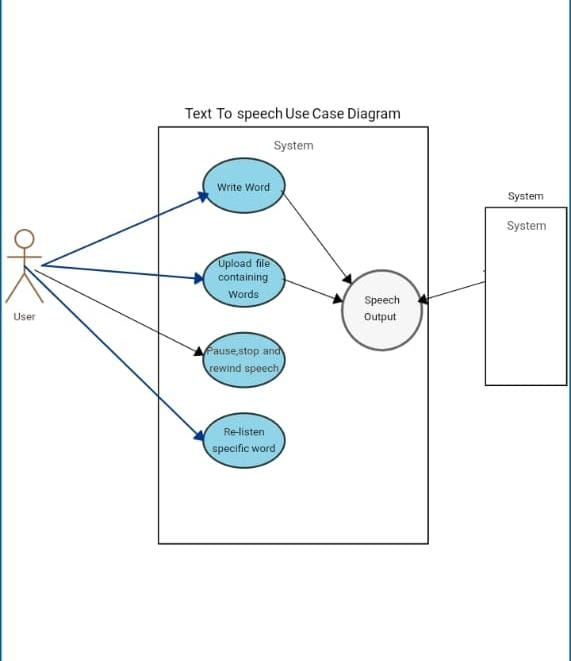 Text To speech Use Case Diagram
System
Write Word
Upload file
containing
Words
Pause,stop and
rewind speech
Re-listen
specific word
User
Speech
Output
System
System